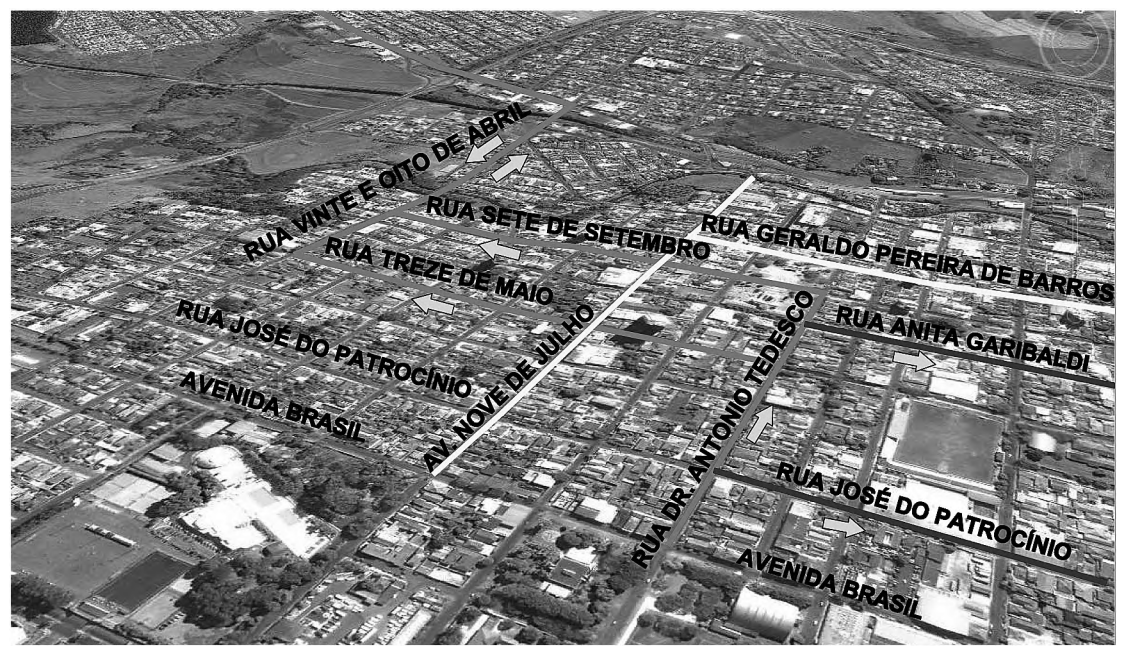 RUA VINTE E OITO DE ABRIL
RUA SETE DE SETEMBRO
RUA GERALDO PEREIRA DE BARROS
RUA TREZE DE MAIO
RUA JOSÉ DO PATROCÍNIO
AVENIDA BRASIL
AV. NOVE DE JULHO
RUA DR. ANTONIO TEDESCO
RUA ANITA GARIBALDI
RUA JOSÉ DO PATROCÍNIO
AVENIDA BRASIL